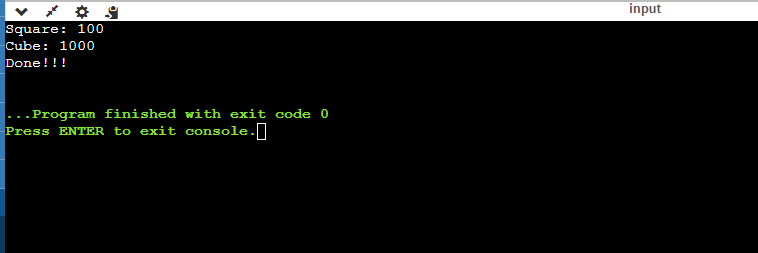 input
Square: 100
Cube: 1000
Done!!!
...Program finished with exit code 0
Press ENTER to exit console.